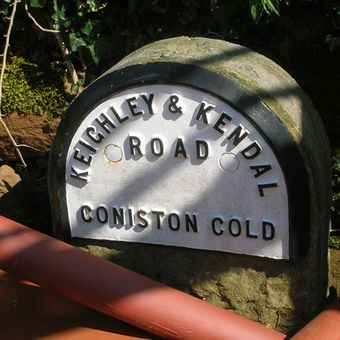 KEIGHLEY & KENDAL
ROAD
CONISTON COLD